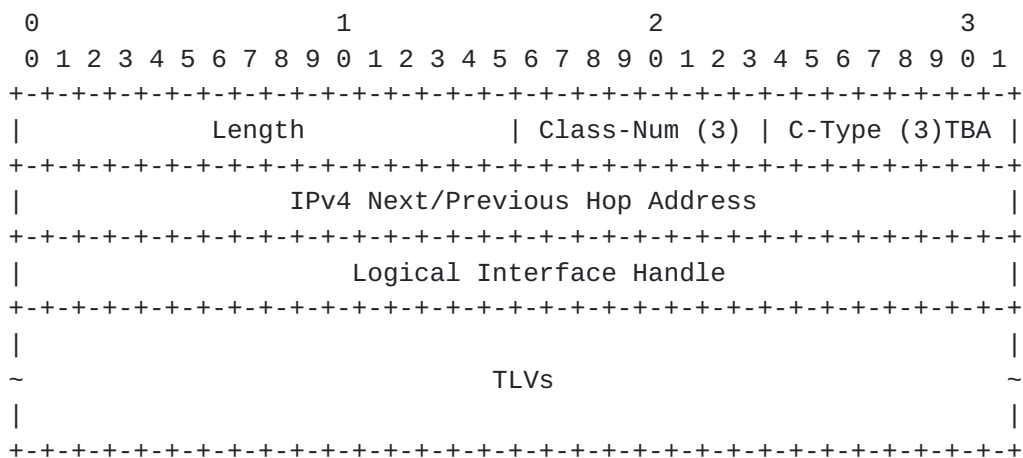 0                   1                   2                   3
 0 1 2 3 4 5 6 7 8 9 0 1 2 3 4 5 6 7 8 9 0 1 2 3 4 5 6 7 8 9 0 1
+-+-+-+-+-+-+-+-+-+-+-+-+-+-+-+-+-+-+-+-+-+-+-+-+-+-+-+-+-+-+-+-+
|            Length             | Class-Num (3) | C-Type (3)TBA |
+-+-+-+-+-+-+-+-+-+-+-+-+-+-+-+-+-+-+-+-+-+-+-+-+-+-+-+-+-+-+-+-+
|                 IPv4 Next/Previous Hop Address                |
+-+-+-+-+-+-+-+-+-+-+-+-+-+-+-+-+-+-+-+-+-+-+-+-+-+-+-+-+-+-+-+-+
|                     Logical Interface Handle                  |
+-+-+-+-+-+-+-+-+-+-+-+-+-+-+-+-+-+-+-+-+-+-+-+-+-+-+-+-+-+-+-+-+
|                                                               |
~                              TLVs                             ~
|                                                               |
+-+-+-+-+-+-+-+-+-+-+-+-+-+-+-+-+-+-+-+-+-+-+-+-+-+-+-+-+-+-+-+-+